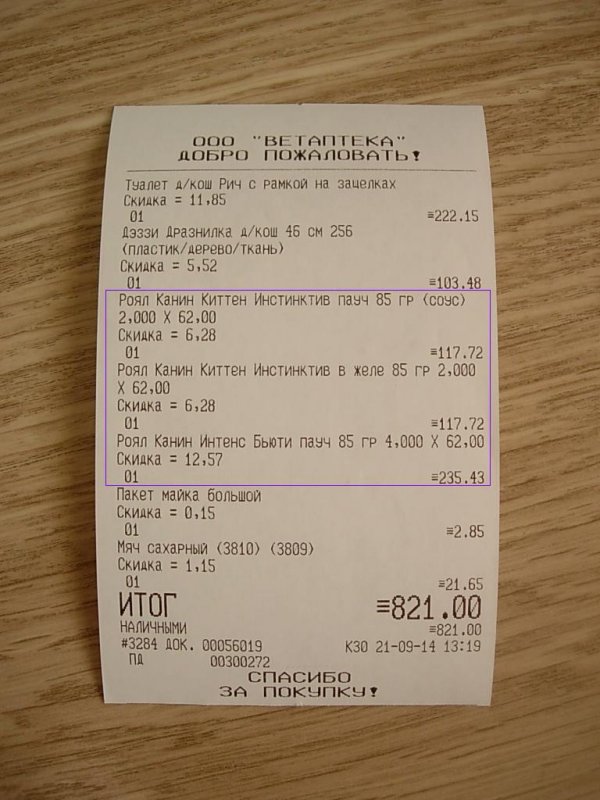 ООО "ВЕТАПТЕКА"
ДОБРО ПОЖАЛОВАТЬ!
Туалет д/кош Рич с рамкой на защелках
Скидка = 11,85
01 ≡222.15
Дэззи Дразнилка д/кош 46 см 256
(пластик/дерево/ткань)
Скидка = 5,52
01 ≡103.48
Роял Канин Киттен Инстинктив пауч 85 гр (соус)
2,000 X 62,00
Скидка = 6,28
01 ≡117.72
Роял Канин Киттен Инстинктив в желе 85 гр 2,000
X 62,00
Скидка = 6,28
01 ≡117.72
Роял Канин Интенс Бьюти пауч 85 гр 4,000 X 62,00
Скидка = 12,57
01 ≡235.43
Пакет майка большой
Скидка = 0,15
01 ≡2.85
Мяч сахарный (3810) (3809)
Скидка = 1,15
01 ≡21.65
ИТОГ ≡821.00
НАЛИЧНЫМИ ≡821.00
#3284 ДОК. 00056019 К30 21-09-14 13:19
ПД 00300272
СПАСИБО
ЗА ПОКУПКУ!